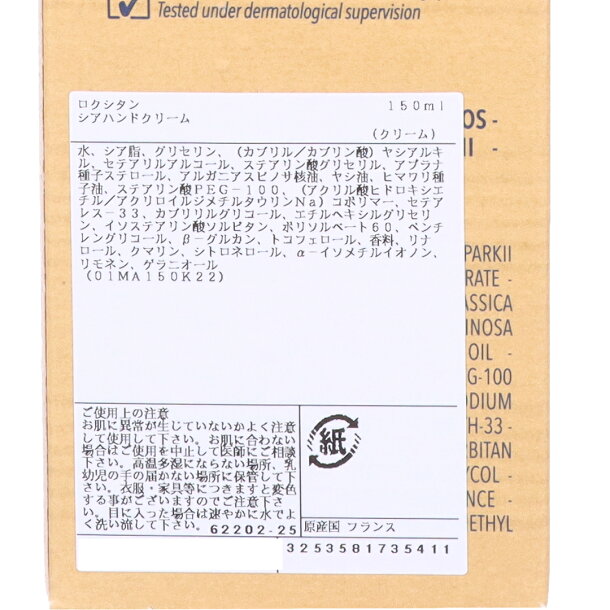 Tested under dermatological supervision
ロクシタン 150ml
シアハンドクリーム
（クリーム）
水、シア脂、グリセリン、（カプリル／カプリン酸）ヤシアルキ
ル、セテアリルアルコール、ステアリン酸グリセリル、アブラナ
種子ステロール、アルガニアスピノサ核油、ヤシ油、ヒマワリ種
子油、ステアリン酸PEG-100、（アクリル酸ヒドロキシエ
チル／アクリロイルジメチルタウリンNa）コポリマー、セテア
レス-33、カプリリルグリコール、エチルヘキシルグリセリ
ン、イソステアリン酸ソルビタン、ポリソルベート60、ペンチ
レングリコール、β-グルカン、トコフェロール、香料、リナ
ロール、クマリン、シトロネロール、α-イソメチルイオノン、
リモネン、ゲラニオール
(01MA150K22)
OS -
II -
PARKII
RATE -
ASSICA
INOSA
OIL -
G-100
ODIUM
H-33 -
RBITAN
YCOL -
NCE -
ETHYL
ご使用上の注意
お肌に異常が生じていないかよく注意
して使用して下さい。お肌に合わない
場合はご使用を中止して医師にご相談
下さい。高温多湿にならない場所、乳
幼児の手の届かない場所に保管して下
さい。衣服・家具等につきますと変色
する事がございますのでご注意下さ
い。目に入った場合は速やかに水でよ
く洗い流して下さい。62202-25
紙
原産国 フランス
3253581735411